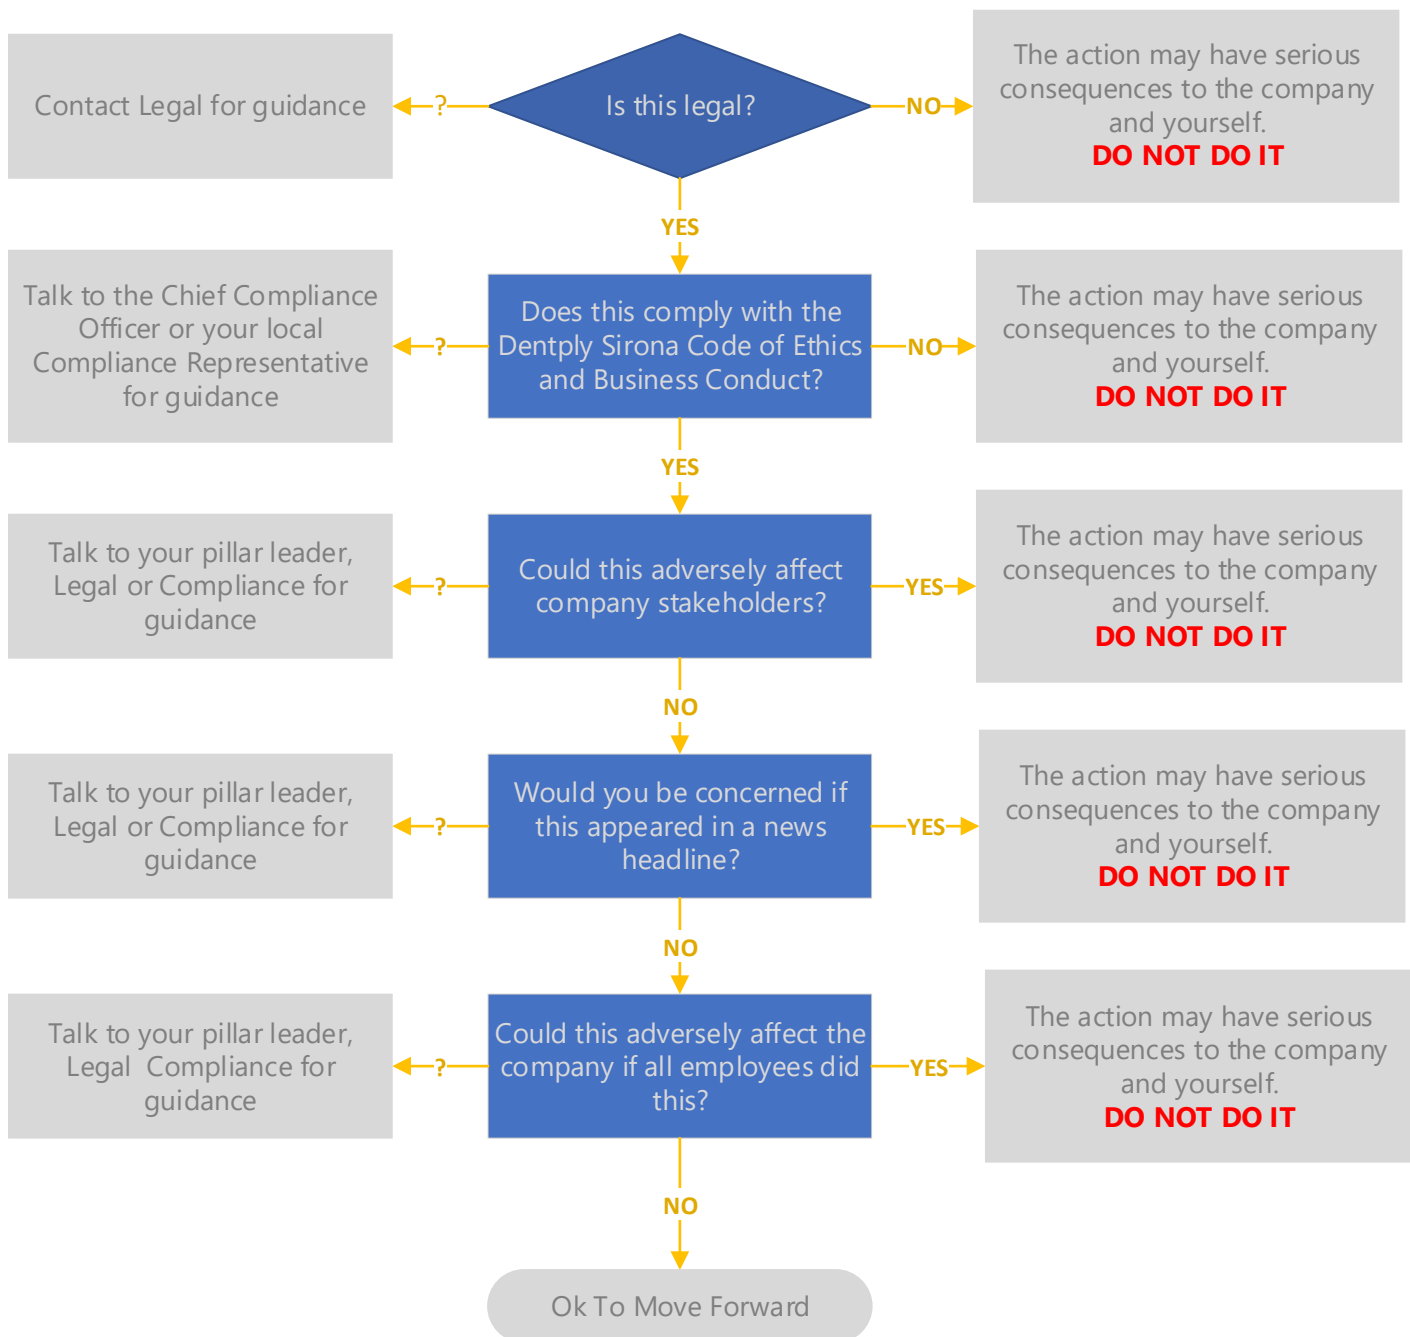 Contact Legal for guidance
?
Is this legal?
NO
The action may have serious
consequences to the company
and yourself.
DO NOT DO IT
YES
Talk to the Chief Compliance
Officer or your local
Compliance Representative
for guidance
?
Does this comply with the
Dentply Sirona Code of Ethics
and Business Conduct?
NO
The action may have serious
consequences to the company
and yourself.
DO NOT DO IT
YES
Talk to your pillar leader,
Legal or Compliance for
guidance
?
Could this adversely affect
company stakeholders?
YES
The action may have serious
consequences to the company
and yourself.
DO NOT DO IT
NO
Talk to your pillar leader,
Legal or Compliance for
guidance
?
Would you be concerned if
this appeared in a news
headline?
YES
The action may have serious
consequences to the company
and yourself.
DO NOT DO IT
NO
Talk to your pillar leader,
Legal  Compliance for
guidance
?
Could this adversely affect the
company if all employees did
this?
YES
The action may have serious
consequences to the company
and yourself.
DO NOT DO IT
NO
Ok To Move Forward